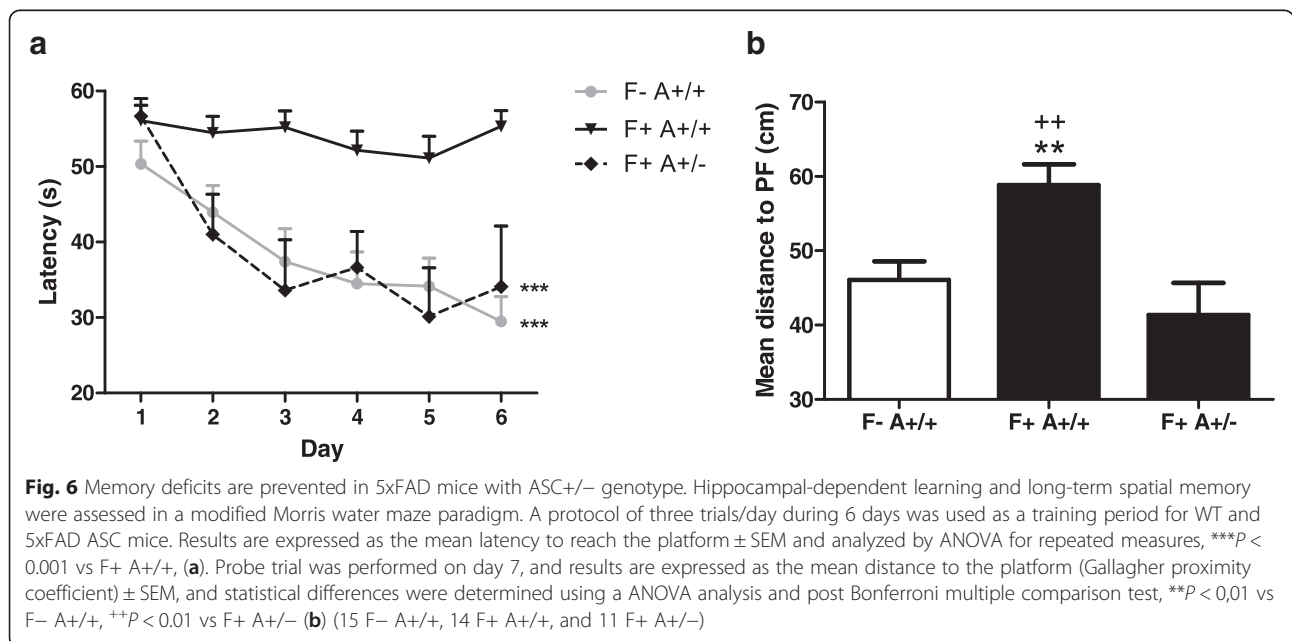 a
60
50
40
30
20
Latency (s)
1 2 3 4 5 6
Day
***
***
F- A+/+
F+ A+/+
F+ A+/-
b
70
60
50
40
30
Mean distance to PF (cm)
++
**
F- A+/+ F+ A+/+ F+ A+/-
Fig. 6 Memory deficits are prevented in 5xFAD mice with ASC+/− genotype. Hippocampal-dependent learning and long-term spatial memory
were assessed in a modified Morris water maze paradigm. A protocol of three trials/day during 6 days was used as a training period for WT and
5xFAD ASC mice. Results are expressed as the mean latency to reach the platform ± SEM and analyzed by ANOVA for repeated measures, ***P <
0.001 vs F+ A+/+, (a). Probe trial was performed on day 7, and results are expressed as the mean distance to the platform (Gallagher proximity
coefficient) ± SEM, and statistical differences were determined using a ANOVA analysis and post Bonferroni multiple comparison test, **P < 0,01 vs
F− A+/+, ++P < 0.01 vs F+ A+/− (b) (15 F− A+/+, 14 F+ A+/+, and 11 F+ A+/−)